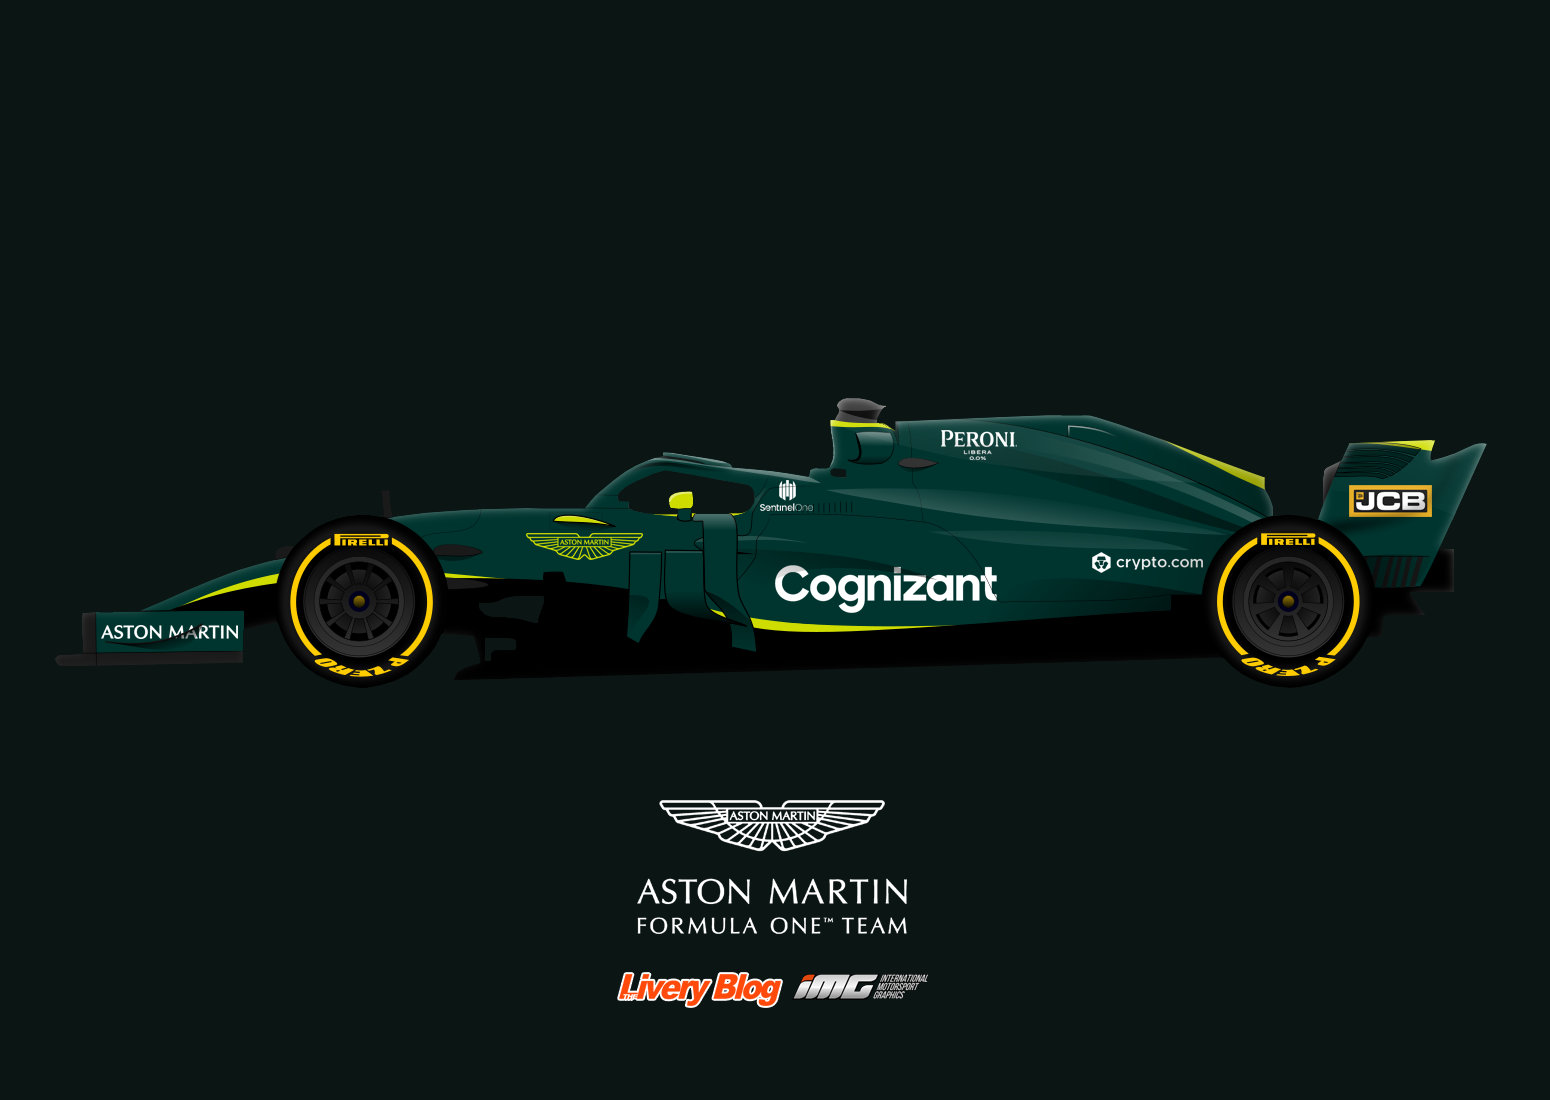 PERONI
LIBERA
0.0%
SentinelOne
JCB
PIRELLI
ASTON MARTIN
PIRELLI
crypto.com
Cognizant
ASTON MARTIN
P ZERO
P ZERO
ASTON MARTIN
ASTON MARTIN
FORMULA ONE™ TEAM
THE Livery Blog
IMG INTERNATIONAL
MOTORSPORT
GRAPHICS